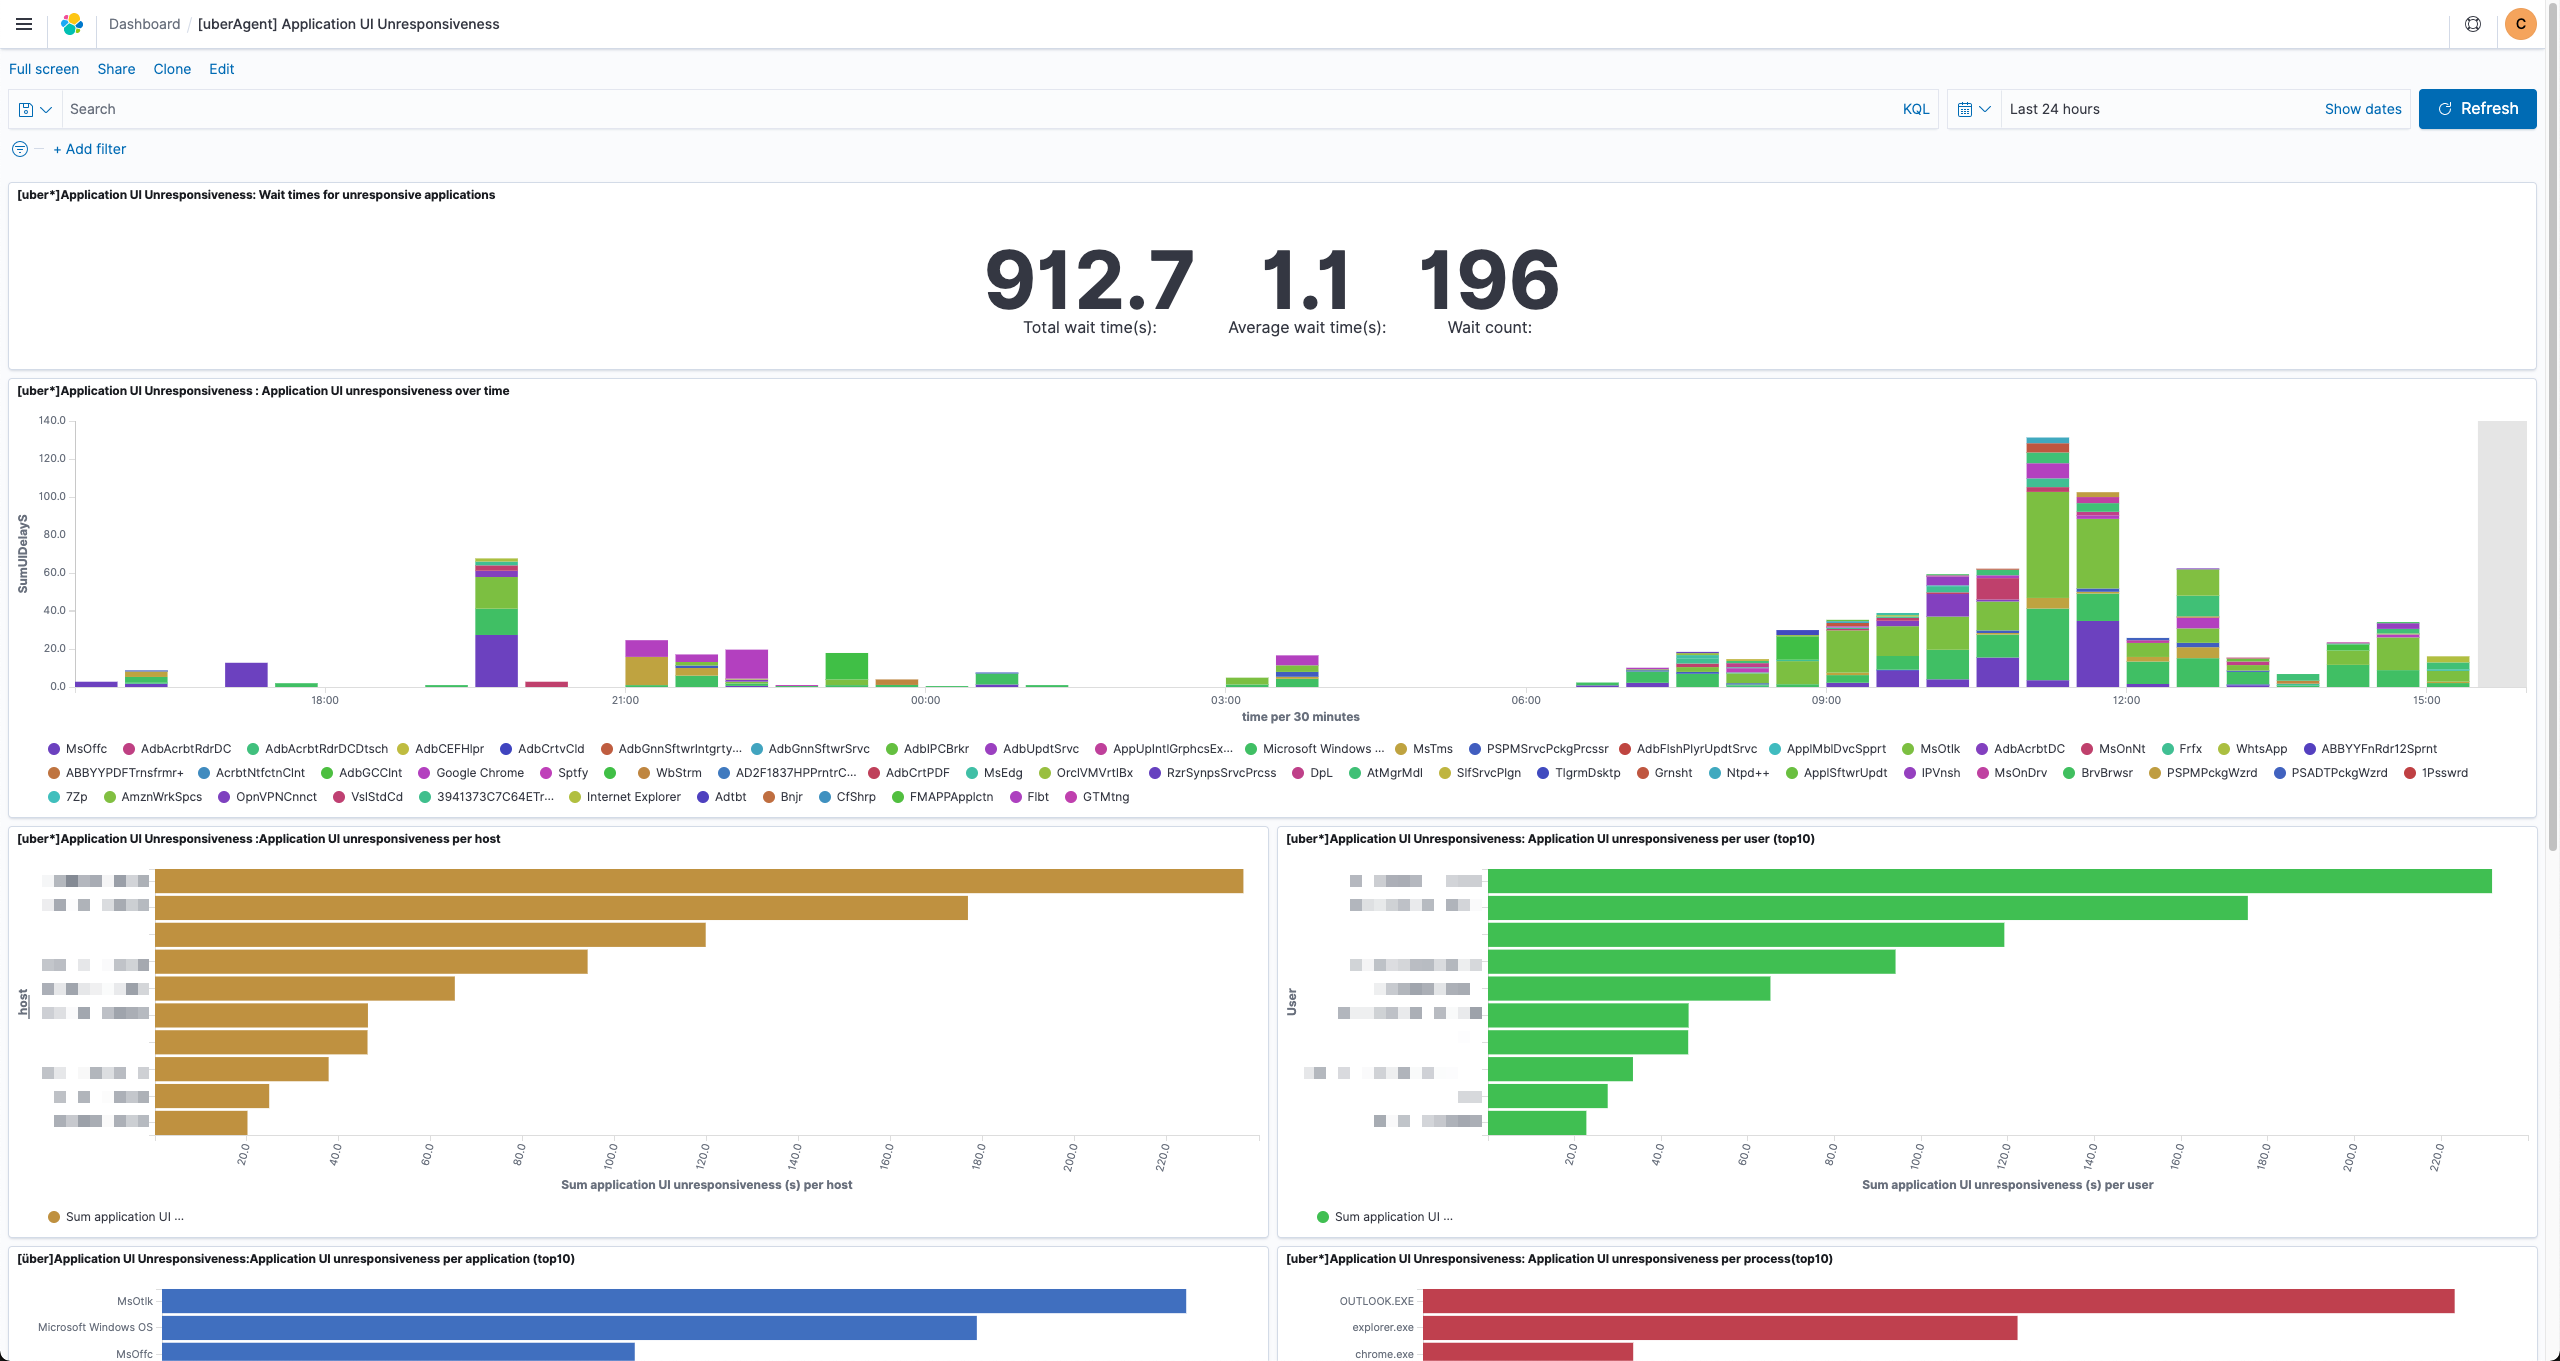 Dashboard / [uberAgent] Application UI Unresponsiveness
C
Full screen Share Clone Edit
Search KQL Last 24 hours Show dates Refresh
+ Add filter
[uber*]Application UI Unresponsiveness: Wait times for unresponsive applications
912.7 1.1 196
Total wait time(s): Average wait time(s): Wait count:
[uber*]Application UI Unresponsiveness : Application UI unresponsiveness over time
SumUIDelayS
140.0
120.0
100.0
80.0
60.0
40.0
20.0
0.0
18:00 21:00 00:00 03:00 06:00 09:00 12:00 15:00
time per 30 minutes
MsOffc AdbAcrbtRdrDC AdbAcrbtRdrDCDtsch AdbCEFHlpr AdbCrtvCld AdbGnnSftwrIntgrty... AdbGnnSftwrSrvc AdbIPCBrkr AdbUpdtSrvc AppUpIntlGrphcsEx... Microsoft Windows ... MsTms PSPMSrvcPckgPrcssr AdbFlshPlyrUpdtSrvc ApplMblDvcSpprt MsOtlk AdbAcrbtDC MsOnNt Frfx WhtsApp ABBYYFnRdr12Sprnt
ABBYYPDFTrnsfrmr+ AcrbtNtfctnClnt AdbGCClnt Google Chrome Sptfy WbStrm AD2F1837HPPrntrC... AdbCrtPDF MsEdg OrclVMVrtlBx RzrSynpsSrvcPrcss DpL AtMgrMdl SlfSrvcPlgn TlgrmDsktp Grnsht Ntpd++ ApplSftwrUpdt IPVnsh MsOnDrv BrvBrwsr PSPMPckgWzrd PSADTPckgWzrd 1Psswrd
7Zp AmznWrkSpcs OpnVPNCnnct VslStdCd 3941373C7C64ETr... Internet Explorer Adtbt Bnjr CfShrp FMAPPApplctn Flbt GTMtng
[uber*]Application UI Unresponsiveness :Application UI unresponsiveness per host
host
20.0 40.0 60.0 80.0 100.0 120.0 140.0 160.0 180.0 200.0 220.0
Sum application UI unresponsiveness (s) per host
Sum application UI ...
[uber*]Application UI Unresponsiveness: Application UI unresponsiveness per user (top10)
User
20.0 40.0 60.0 80.0 100.0 120.0 140.0 160.0 180.0 200.0 220.0
Sum application UI unresponsiveness (s) per user
Sum application UI ...
[über]Application UI Unresponsiveness:Application UI unresponsiveness per application (top10)
MsOtlk
Microsoft Windows OS
MsOffc
[uber*]Application UI Unresponsiveness: Application UI unresponsiveness per process(top10)
OUTLOOK.EXE
explorer.exe
chrome.exe